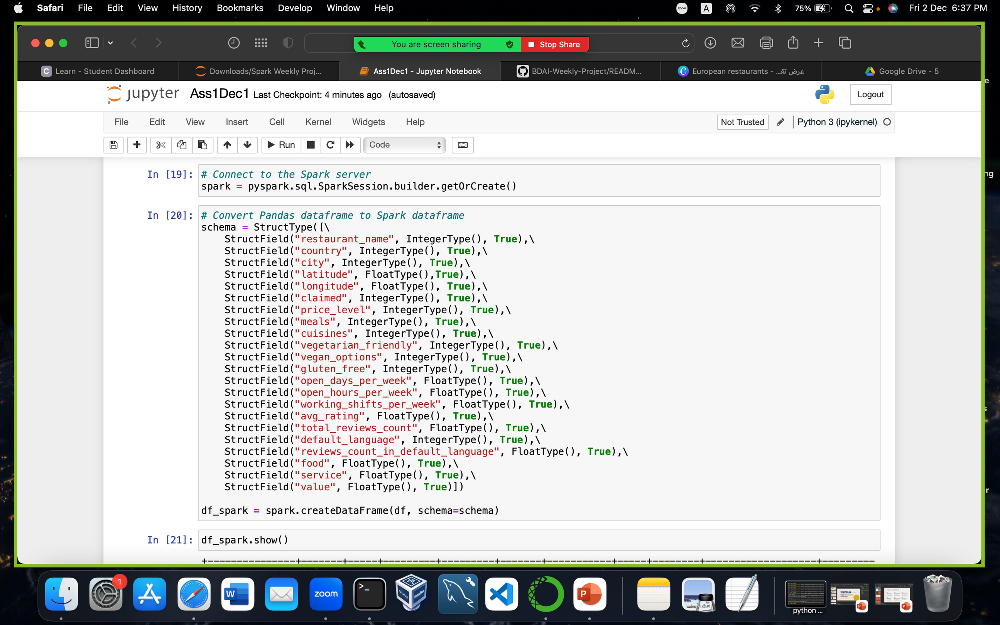 Safari File Edit View History Bookmarks Develop Window Help zoom A 75% Fri 2 Dec 6:37 PM
You are screen sharing Stop Share
C Learn - Student Dashboard Downloads/Spark Weekly Proj... Ass1Dec1 - Jupyter Notebook BDAI-Weekly-Project/READM... European restaurants - ...عرض تق Google Drive - 5
jupyter Ass1Dec1 Last Checkpoint: 4 minutes ago (autosaved) Logout
File Edit View Insert Cell Kernel Widgets Help Not Trusted Python 3 (ipykernel)
Run Code
In [19]: # Connect to the Spark server
spark = pyspark.sql.SparkSession.builder.getOrCreate()
In [20]: # Convert Pandas dataframe to Spark dataframe
schema = StructType([\
StructField("restaurant_name", IntegerType(), True),\
StructField("country", IntegerType(), True),\
StructField("city", IntegerType(), True),\
StructField("latitude", FloatType(),True),\
StructField("longitude", FloatType(), True),\
StructField("claimed", IntegerType(), True),\
StructField("price_level", IntegerType(), True),\
StructField("meals", IntegerType(), True),\
StructField("cuisines", IntegerType(), True),\
StructField("vegetarian_friendly", IntegerType(), True),\
StructField("vegan_options", IntegerType(), True),\
StructField("gluten_free", IntegerType(), True),\
StructField("open_days_per_week", FloatType(), True),\
StructField("open_hours_per_week", FloatType(), True),\
StructField("working_shifts_per_week", FloatType(), True),\
StructField("avg_rating", FloatType(), True),\
StructField("total_reviews_count", FloatType(), True),\
StructField("default_language", IntegerType(), True),\
StructField("reviews_count_in_default_language", FloatType(), True),\
StructField("food", FloatType(), True),\
StructField("service", FloatType(), True),\
StructField("value", FloatType(), True)])
df_spark = spark.createDataFrame(df, schema=schema)
In [21]: df_spark.show()
1
W
zoom
>_
P
python ...